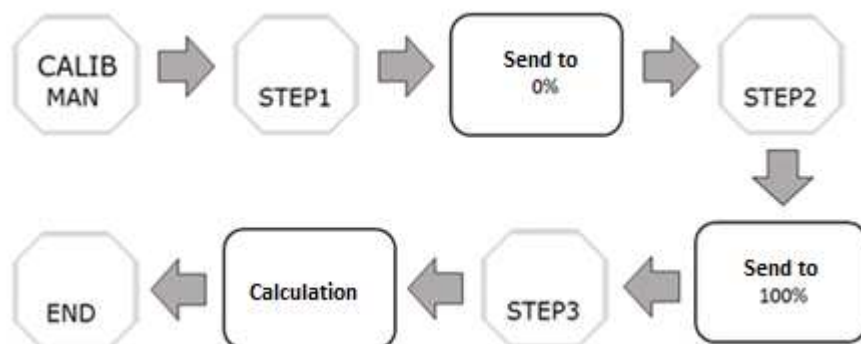 CALIB
MAN
STEP1
Send to
0%
STEP2
Send to
100%
STEP3
Calculation
END